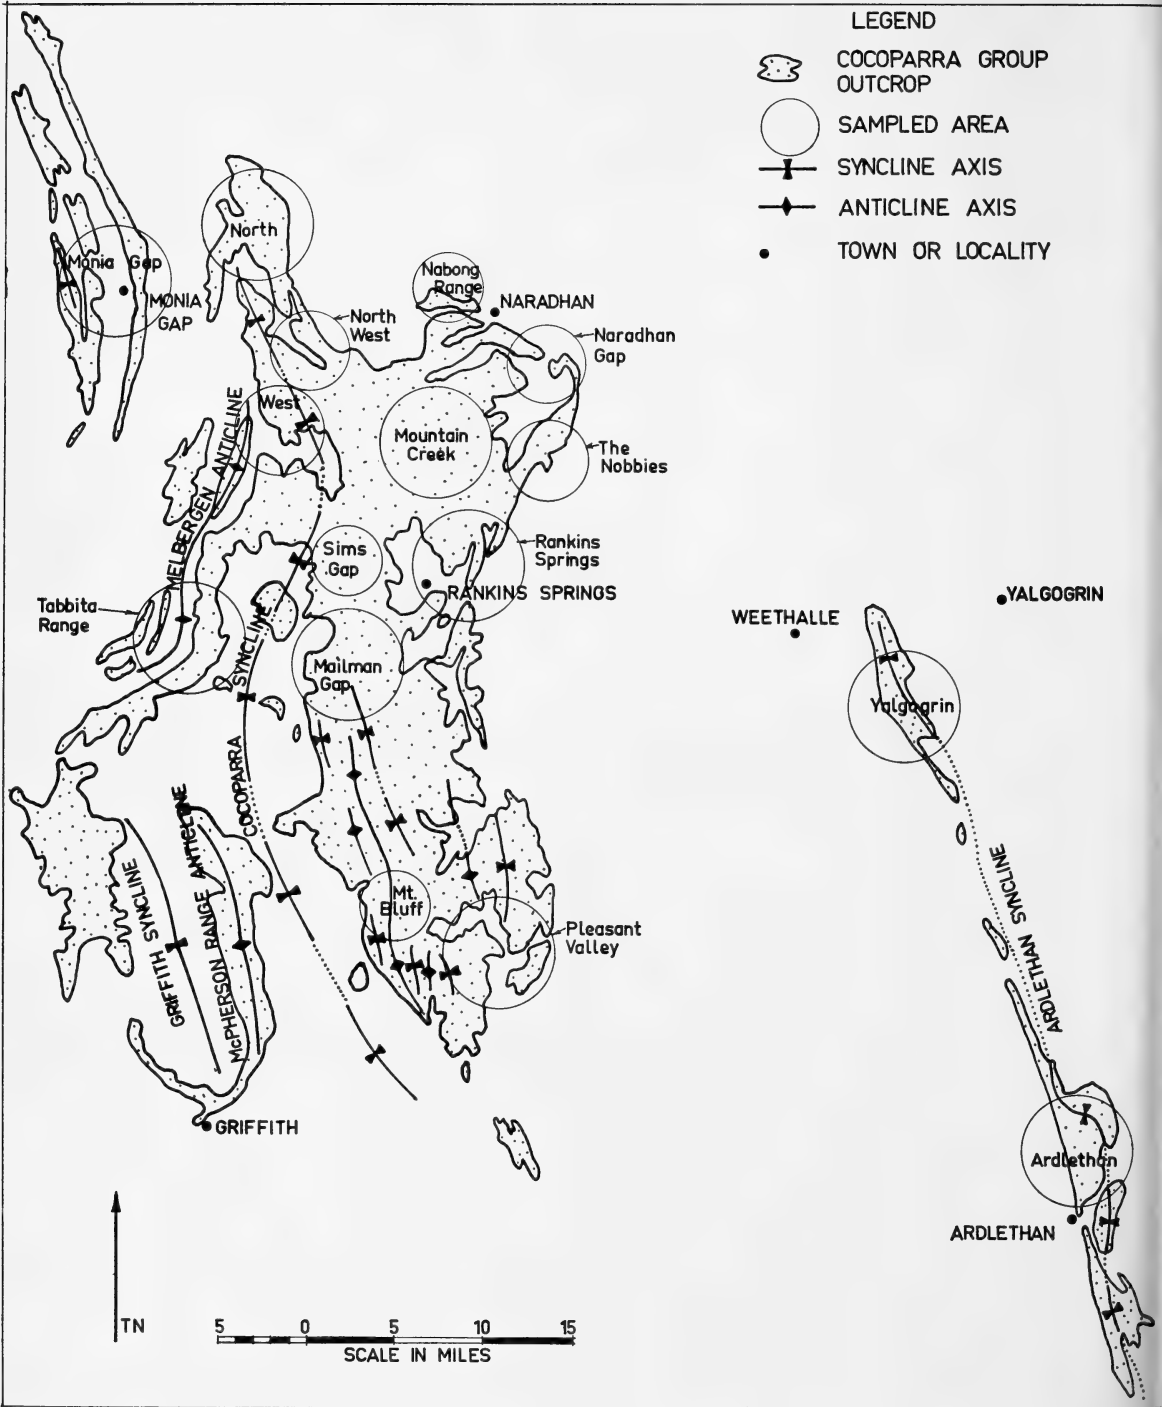 LEGEND
COCOPARRA GROUP
OUTCROP
SAMPLED AREA
SYNCLINE AXIS
ANTICLINE AXIS
TOWN OR LOCALITY
North
Monia Gap
MONIA
GAP
Nabong
Range
NARADHAN
North
West
Naradhan
Gap
West
Mountain
Creek
The
Nobbies
MELBERGEN ANTICLINE
Sims
Gap
Rankins
Springs
RANKINS SPRINGS
Tabbita
Range
WEETHALLE
YALGOGRIN
COCOPARRA SYNCLINE
Mailman
Gap
Yalgogrin
GRIFFITH SYNCLINE
McPHERSON RANGE ANTICLINE
Mt.
Bluff
Pleasant
Valley
ARDLETHAN SYNCLINE
GRIFFITH
Ardlethan
ARDLETHAN
TN
5 0 5 10 15
SCALE IN MILES